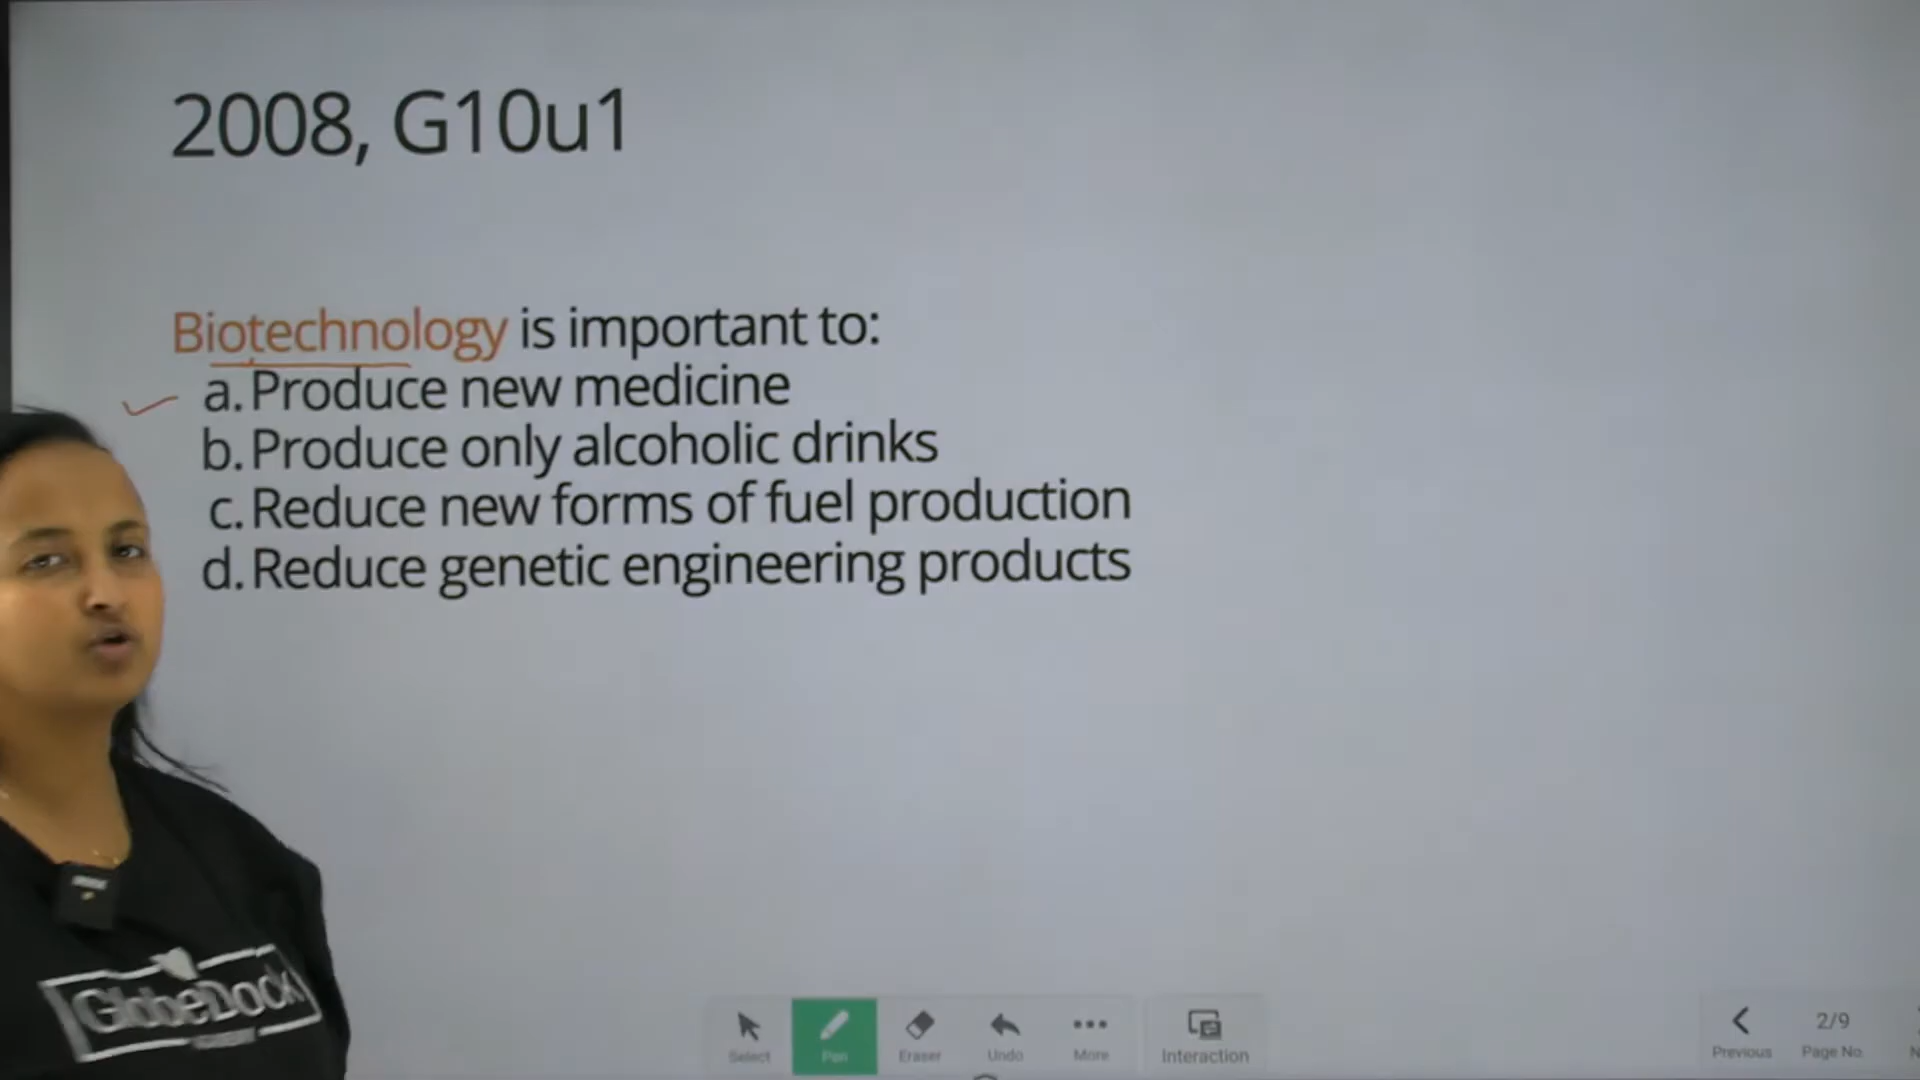 2008, G10u1
Biotechnology is important to:
a. Produce new medicine
b. Produce only alcoholic drinks
c. Reduce new forms of fuel production
d. Reduce genetic engineering products
GlobeDock
Select
Pen
Eraser
Undo
More
Interaction
Previous
2/9
Page No.